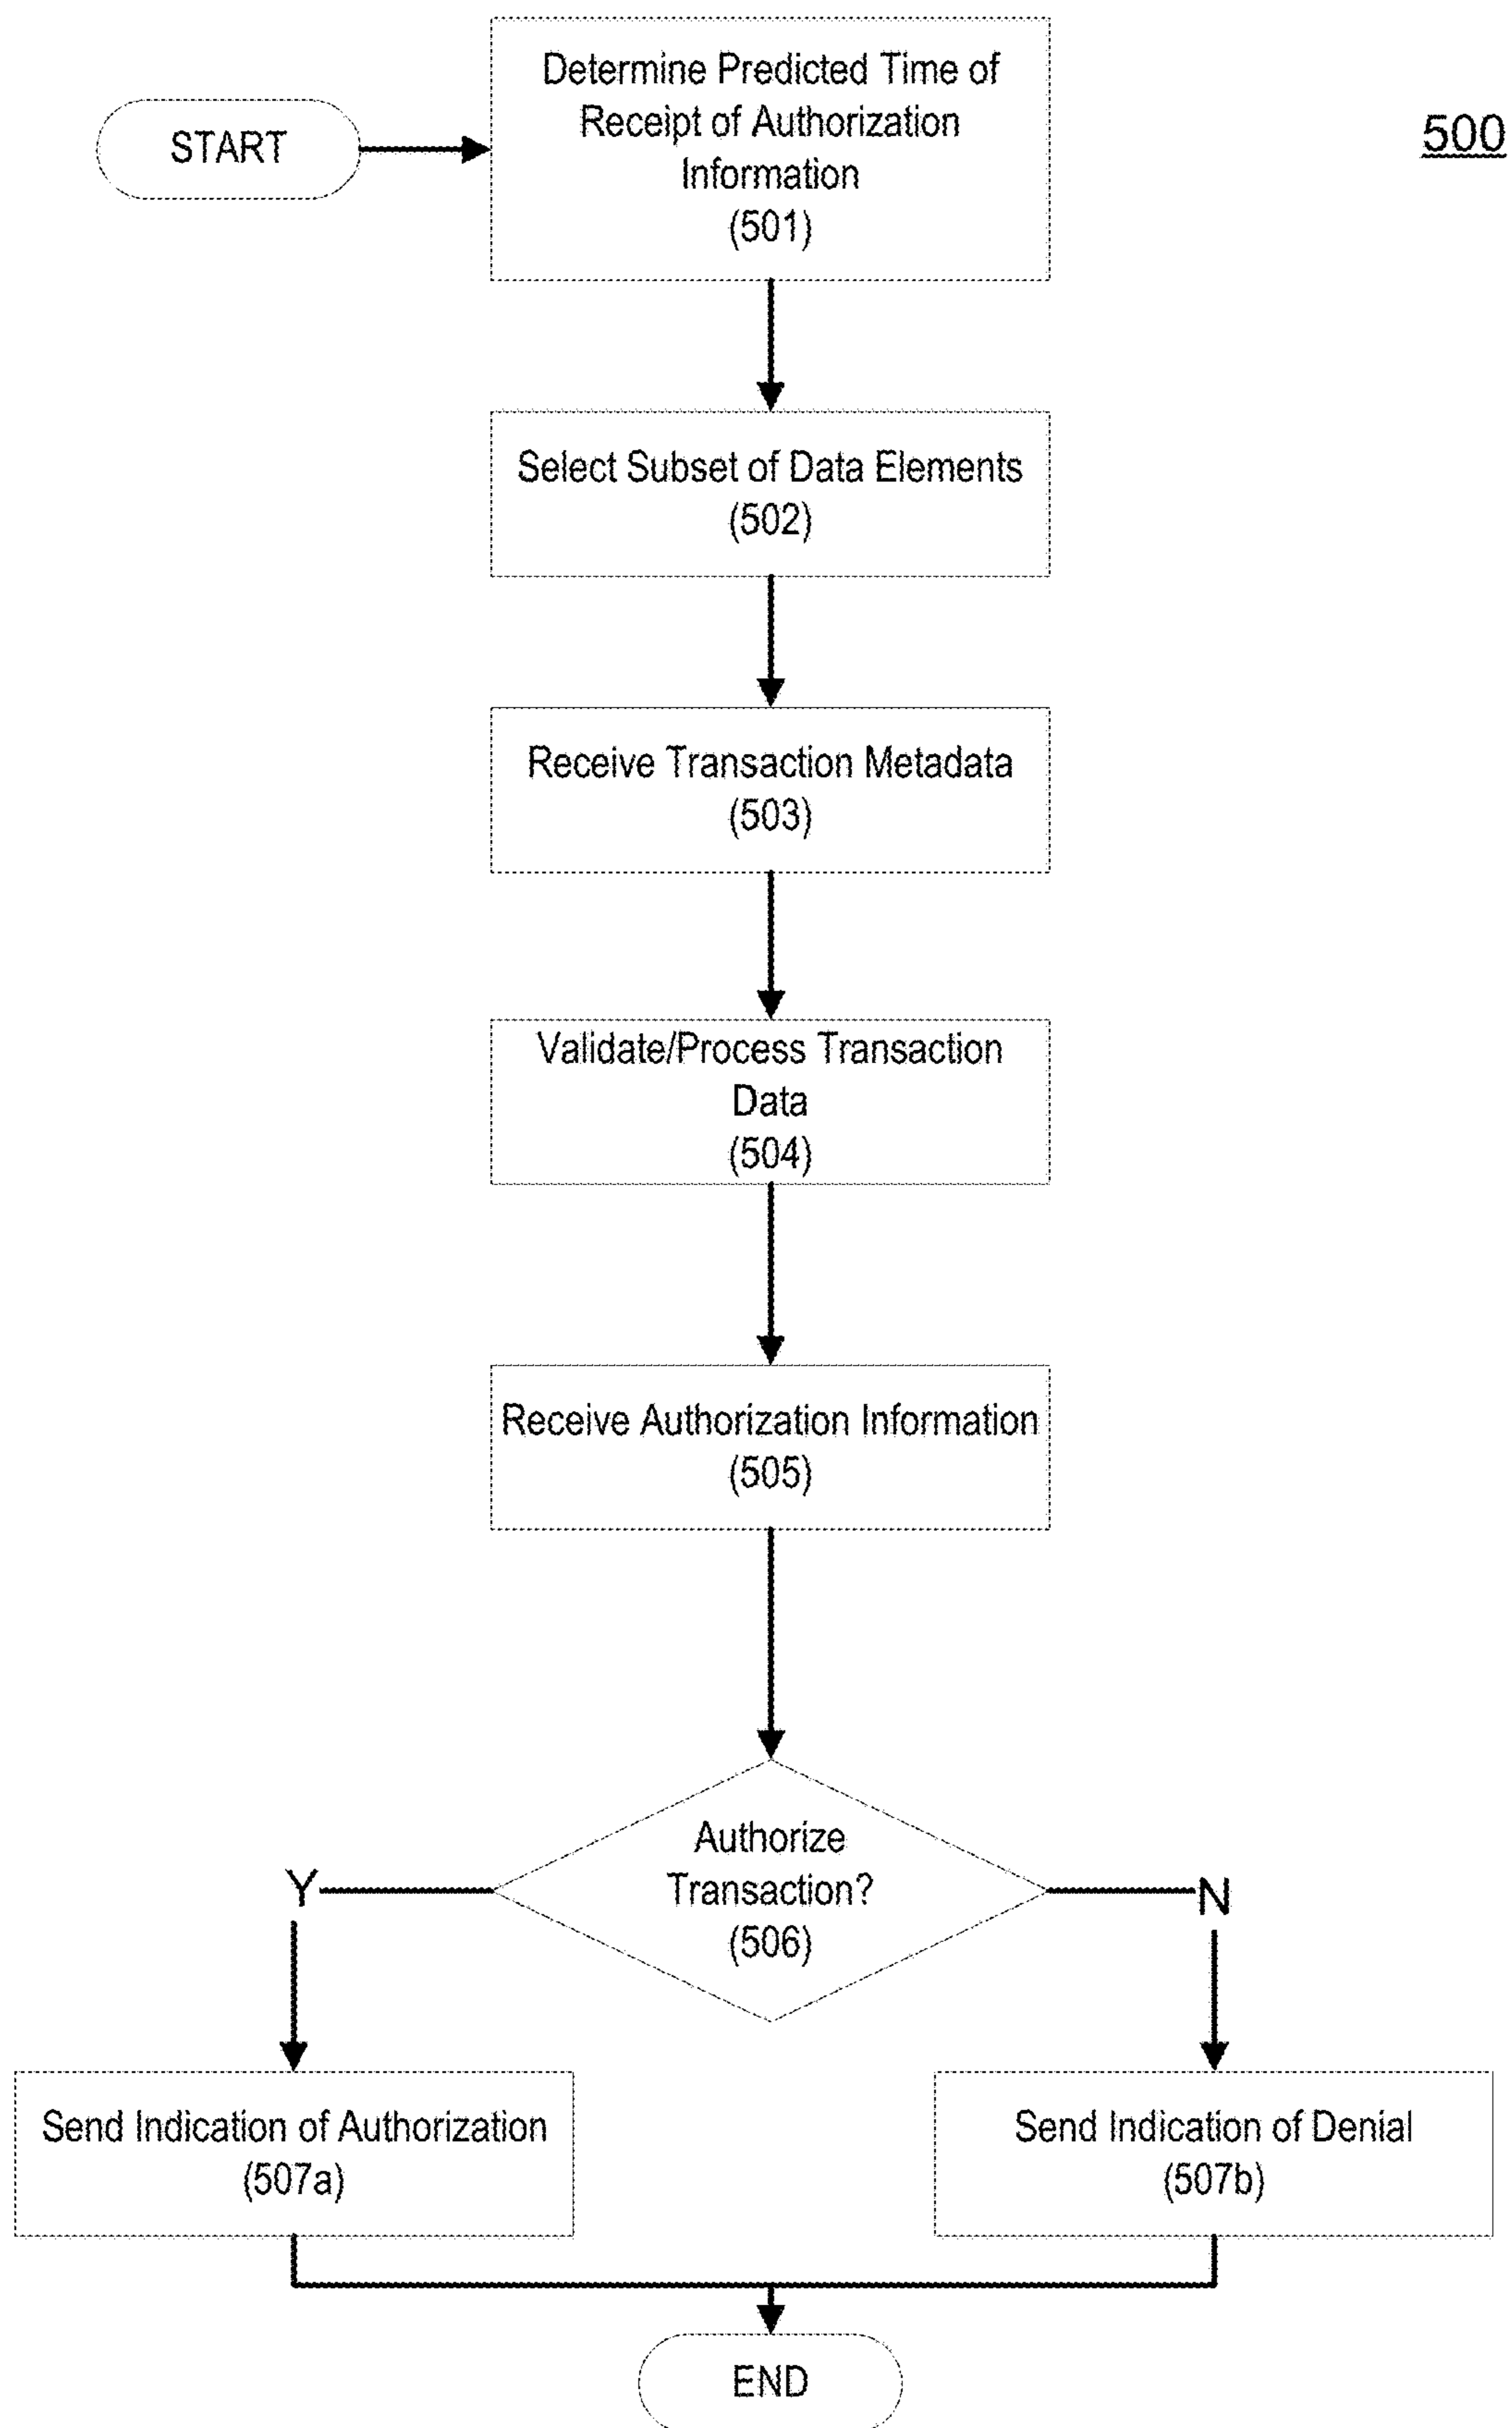 Determine Predicted Time of
Receipt of Authorization
Information
(501)
START
500
Select Subset of Data Elements
(502)
Receive Transaction Metadata
(503)
Validate/Process Transaction
Data
(504)
Receive Authorization Information
(505)
Authorize
Transaction?
(506)
Y
N
Send Indication of Authorization
(507a)
Send Indication of Denial
(507b)
END